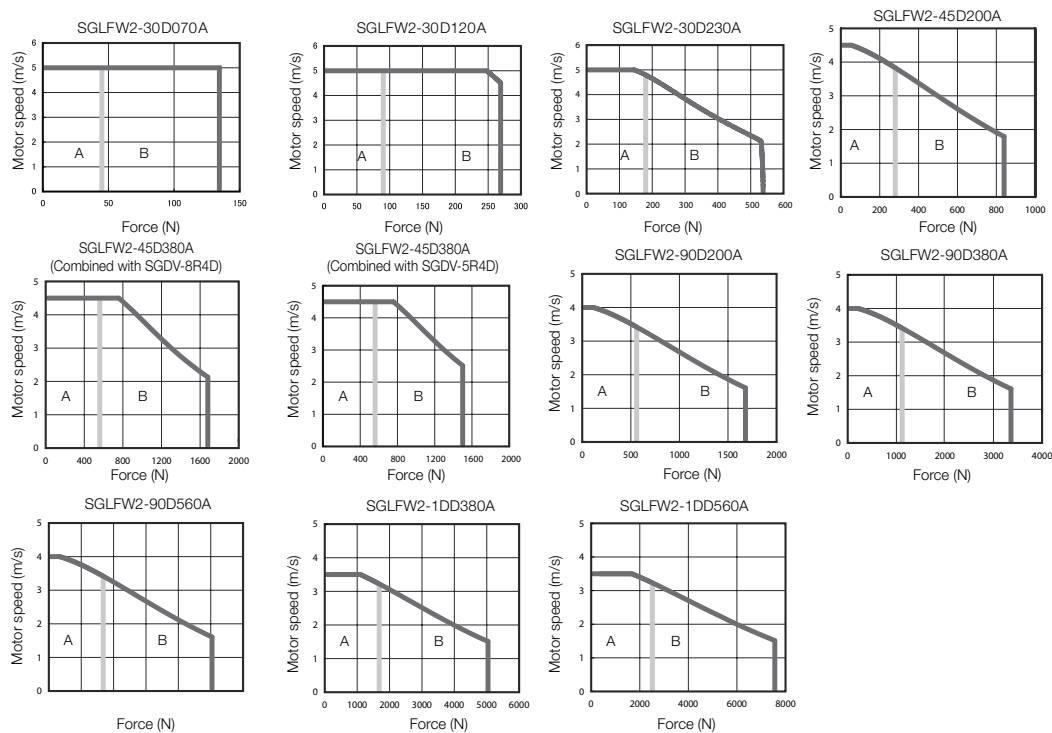 SGLFW2-30D070A
Motor speed (m/s)
6
5
4
3
2
1
0
A
B
0
50
100
150
Force (N)
SGLFW2-30D120A
Motor speed (m/s)
6
5
4
3
2
1
0
A
B
0
50
100
150
200
250
300
Force (N)
SGLFW2-30D230A
Motor speed (m/s)
6
5
4
3
2
1
0
A
B
0
100
200
300
400
500
600
Force (N)
SGLFW2-45D200A
Motor speed (m/s)
5
4
3
2
1
0
A
B
0
200
400
600
800
1000
Force (N)
SGLFW2-45D380A
(Combined with SGDV-8R4D)
Motor speed (m/s)
5
4
3
2
1
0
A
B
0
400
800
1200
1600
2000
Force (N)
SGLFW2-45D380A
(Combined with SGDV-5R4D)
Motor speed (m/s)
5
4
3
2
1
0
A
B
0
400
800
1200
1600
2000
Force (N)
SGLFW2-90D200A
Motor speed (m/s)
5
4
3
2
1
0
A
B
0
500
1000
1500
2000
Force (N)
SGLFW2-90D380A
Motor speed (m/s)
5
4
3
2
1
0
A
B
0
1000
2000
3000
4000
Force (N)
SGLFW2-90D560A
Motor speed (m/s)
5
4
3
2
1
0
A
B
Force (N)
SGLFW2-1DD380A
Motor speed (m/s)
5
4
3
2
1
0
A
B
0
1000
2000
3000
4000
5000
6000
Force (N)
SGLFW2-1DD560A
Motor speed (m/s)
5
4
3
2
1
0
A
B
0
2000
4000
6000
8000
Force (N)